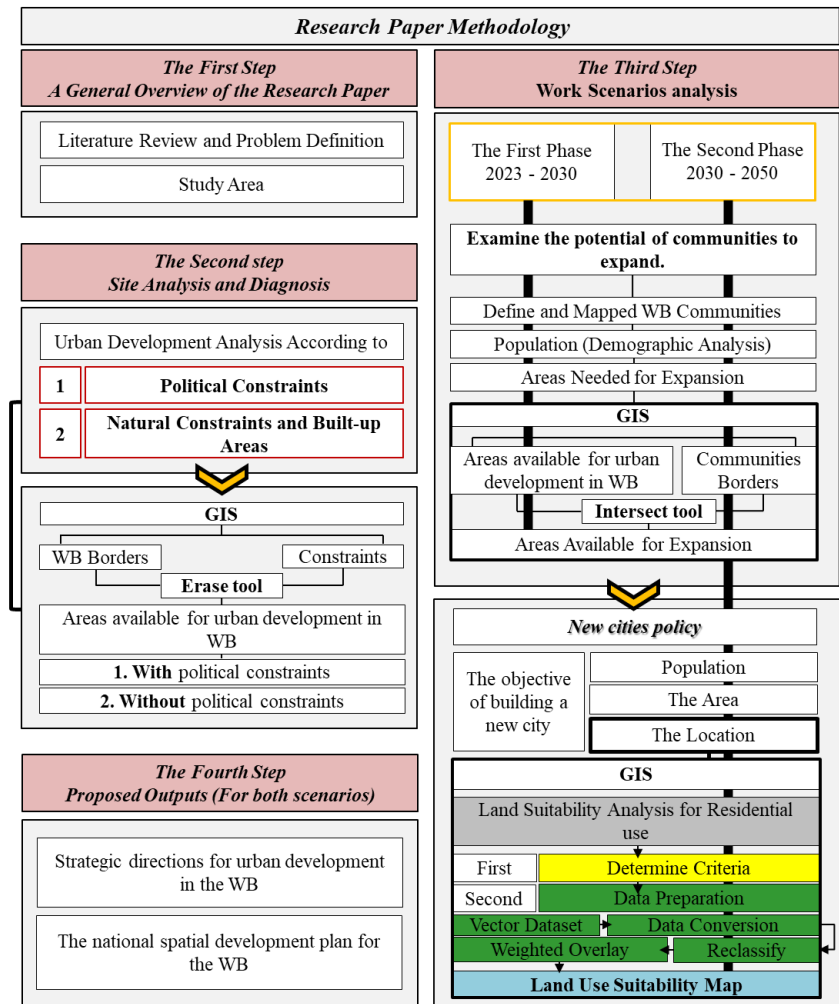 Research Paper Methodology
The First Step
A General Overview of the Research Paper
Literature Review and Problem Definition
Study Area
The Second step
Site Analysis and Diagnosis
Urban Development Analysis According to
1
Political Constraints
2
Natural Constraints and Built-up
Areas
GIS
WB Borders
Constraints
Erase tool
Areas available for urban development in
WB
1. With political constraints
2. Without political constraints
The Fourth Step
Proposed Outputs (For both scenarios)
Strategic directions for urban development
in the WB
The national spatial development plan for
the WB
The Third Step
Work Scenarios analysis
The First Phase
2023 - 2030
The Second Phase
2030 - 2050
Examine the potential of communities to
expand.
Define and Mapped WB Communities
Population (Demographic Analysis)
Areas Needed for Expansion
GIS
Areas available for urban
development in WB
Communities
Borders
Intersect tool
Areas Available for Expansion
New cities policy
The objective
of building a
new city
Population
The Area
The Location
GIS
Land Suitability Analysis for Residential
use
First
Determine Criteria
Second
Data Preparation
Vector Dataset
Data Conversion
Weighted Overlay
Reclassify
Land Use Suitability Map